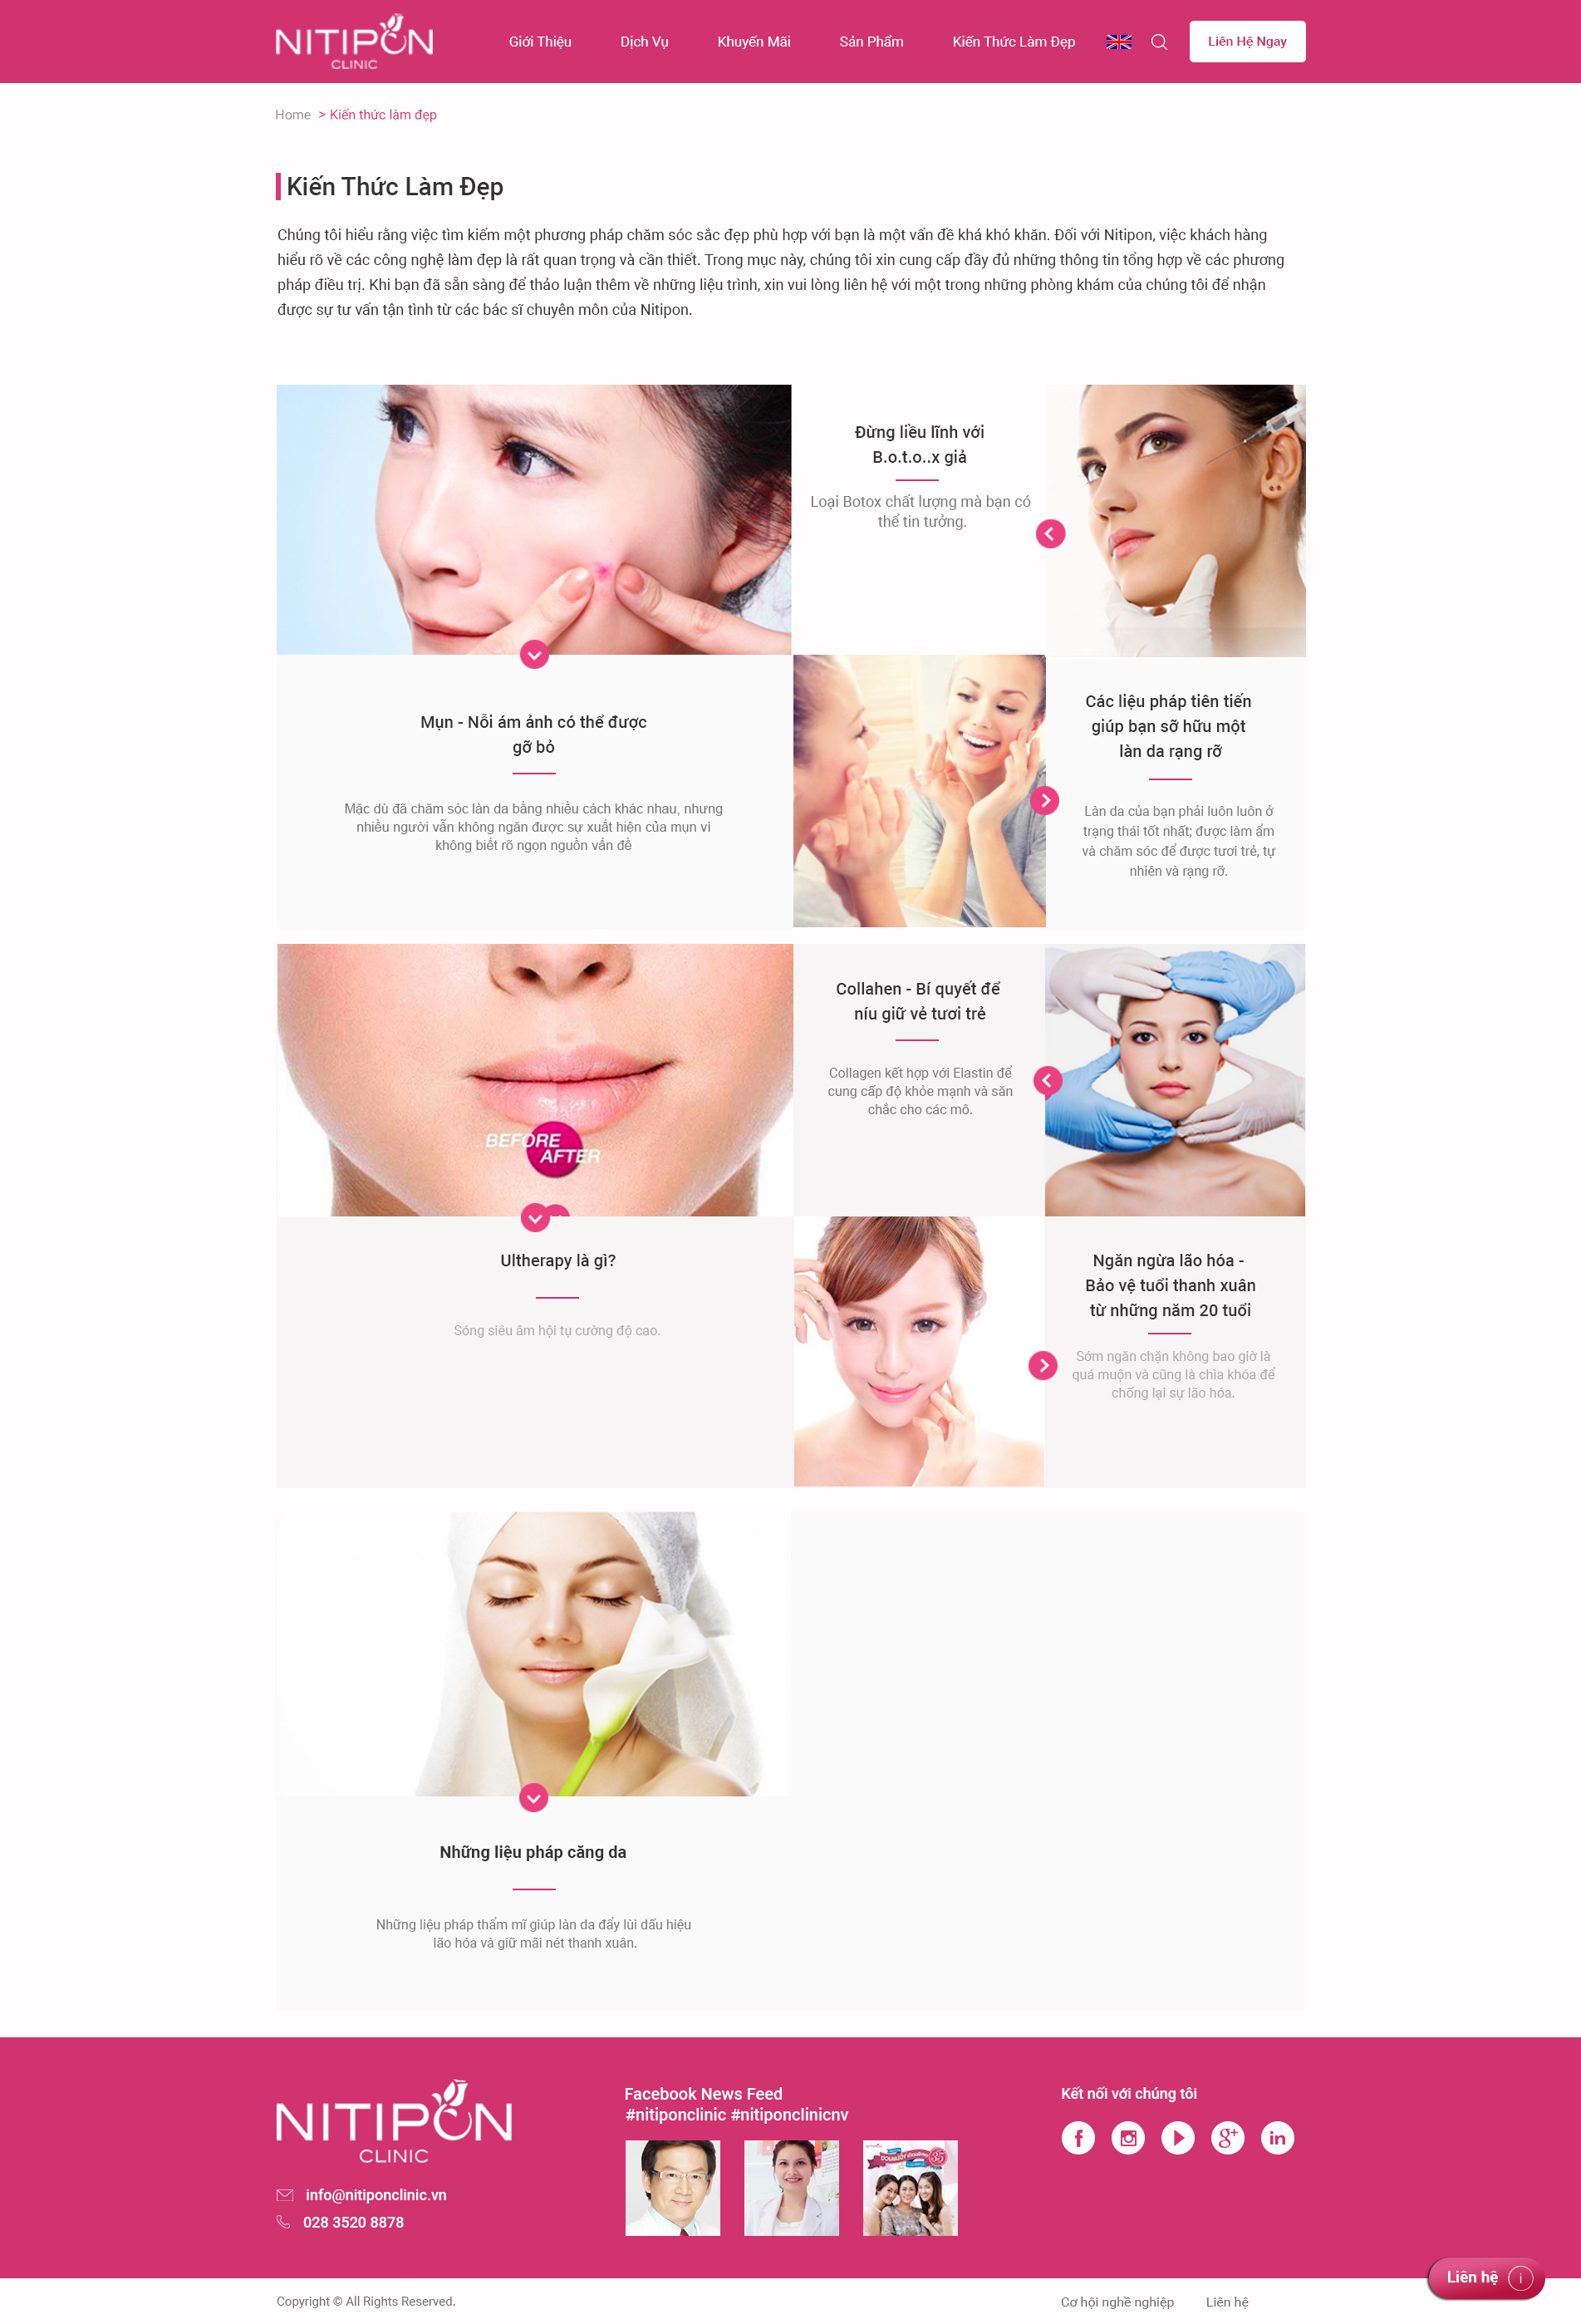 NITIPON
CLINIC
Giới Thiệu
Dịch Vụ
Khuyến Mãi
Sản Phẩm
Kiến Thức Làm Đẹp
Liên Hệ Ngay
Home > Kiến thức làm đẹp
Kiến Thức Làm Đẹp
Chúng tôi hiểu rằng việc tìm kiếm một phương pháp chăm sóc sắc đẹp phù hợp với bạn là một vấn đề khá khó khăn. Đối với Nitipon, việc khách hàng
hiểu rõ về các công nghệ làm đẹp là rất quan trọng và cần thiết. Trong mục này, chúng tôi xin cung cấp đầy đủ những thông tin tổng hợp về các phương
pháp điều trị. Khi bạn đã sẵn sàng để thảo luận thêm về những liệu trình, xin vui lòng liên hệ với một trong những phòng khám của chúng tôi để nhận
được sự tư vấn tận tình từ các bác sĩ chuyên môn của Nitipon.
Đừng liều lĩnh với
B.o.t.o..x giả
Loại Botox chất lượng mà bạn có
thể tin tưởng.
Mụn - Nỗi ám ảnh có thể được
gỡ bỏ
Mặc dù đã chăm sóc làn da bằng nhiều cách khác nhau, nhưng
nhiều người vẫn không ngăn được sự xuất hiện của mụn vì
không biết rõ ngọn nguồn vấn đề
Các liệu pháp tiên tiến
giúp bạn sỡ hữu một
làn da rạng rỡ
Làn da của bạn phải luôn luôn ở
trạng thái tốt nhất; được làm ẩm
và chăm sóc để được tươi trẻ, tự
nhiên và rạng rỡ.
BEFORE
AFTER
Collahen - Bí quyết để
níu giữ vẻ tươi trẻ
Collagen kết hợp với Elastin để
cung cấp độ khỏe mạnh và săn
chắc cho các mô.
Ultherapy là gì?
Sóng siêu âm hội tụ cường độ cao.
Ngăn ngừa lão hóa -
Bảo vệ tuổi thanh xuân
từ những năm 20 tuổi
Sớm ngăn chặn không bao giờ là
quá muộn và cũng là chìa khóa để
chống lại sự lão hóa.
Những liệu pháp căng da
Những liệu pháp thẩm mĩ giúp làn da đẩy lùi dấu hiệu
lão hóa và giữ mãi nét thanh xuân.
NITIPON
CLINIC
info@nitiponclinic.vn
028 3520 8878
Facebook News Feed
#nitiponclinic #nitiponclinicnv
35
Kết nối với chúng tôi
Liên hệ
Copyright © All Rights Reserved.
Cơ hội nghề nghiệp
Liên hệ